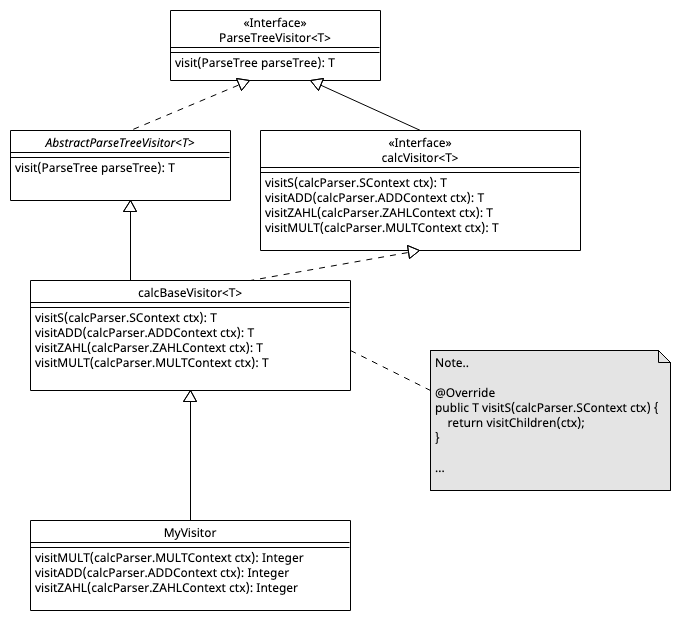 «Interface»
ParseTreeVisitor<T>
visit(ParseTree parseTree): T
AbstractParseTreeVisitor<T>
visit(ParseTree parseTree): T
«Interface»
calcVisitor<T>
visitS(calcParser.SContext ctx): T
visitADD(calcParser.ADDContext ctx): T
visitZAHL(calcParser.ZAHLContext ctx): T
visitMULT(calcParser.MULTContext ctx): T
calcBaseVisitor<T>
visitS(calcParser.SContext ctx): T
visitADD(calcParser.ADDContext ctx): T
visitZAHL(calcParser.ZAHLContext ctx): T
visitMULT(calcParser.MULTContext ctx): T
Note..
@Override
public T visitS(calcParser.SContext ctx) {
    return visitChildren(ctx);
}
...
MyVisitor
visitMULT(calcParser.MULTContext ctx): Integer
visitADD(calcParser.ADDContext ctx): Integer
visitZAHL(calcParser.ZAHLContext ctx): Integer